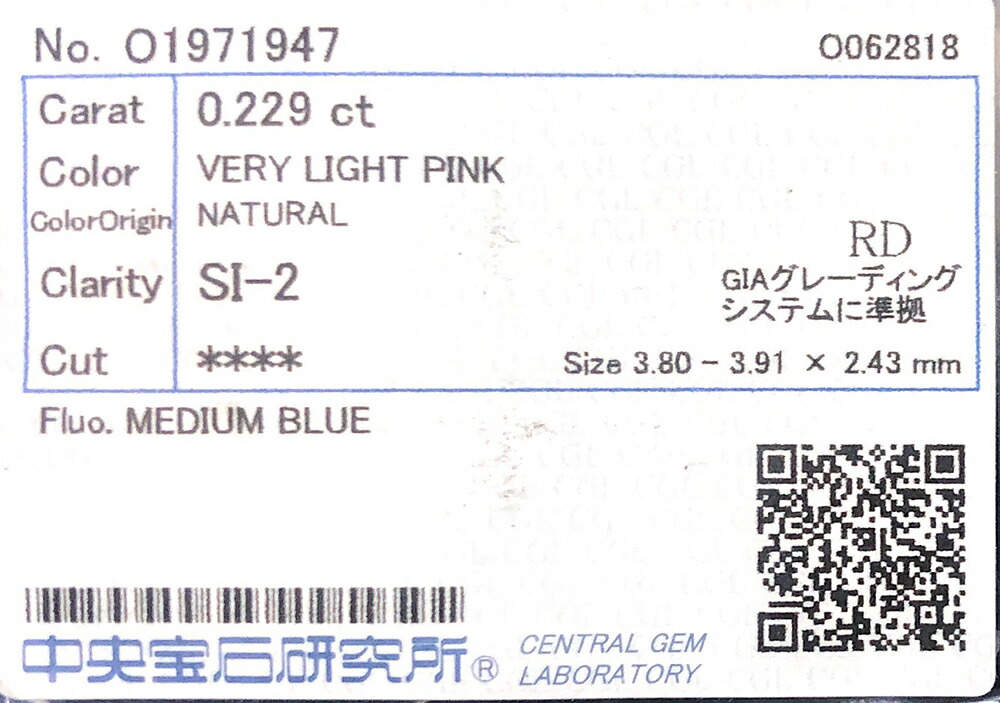 No. O1971947
O062818
Carat 0.229 ct
Color VERY LIGHT PINK
ColorOrigin NATURAL
Clarity SI-2
RD
GIAグレーディング
システムに準拠
Cut ****
Size 3.80 - 3.91 × 2.43 mm
Fluo. MEDIUM BLUE
中央宝石研究所®
CENTRAL GEM
LABORATORY